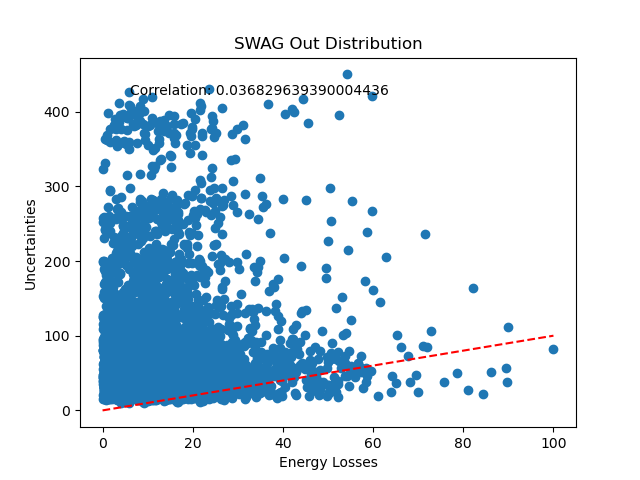 SWAG Out Distribution
Correlation: 0.036829639390004436
400
300
200
100
0
Uncertainties
0 20 40 60 80 100
Energy Losses